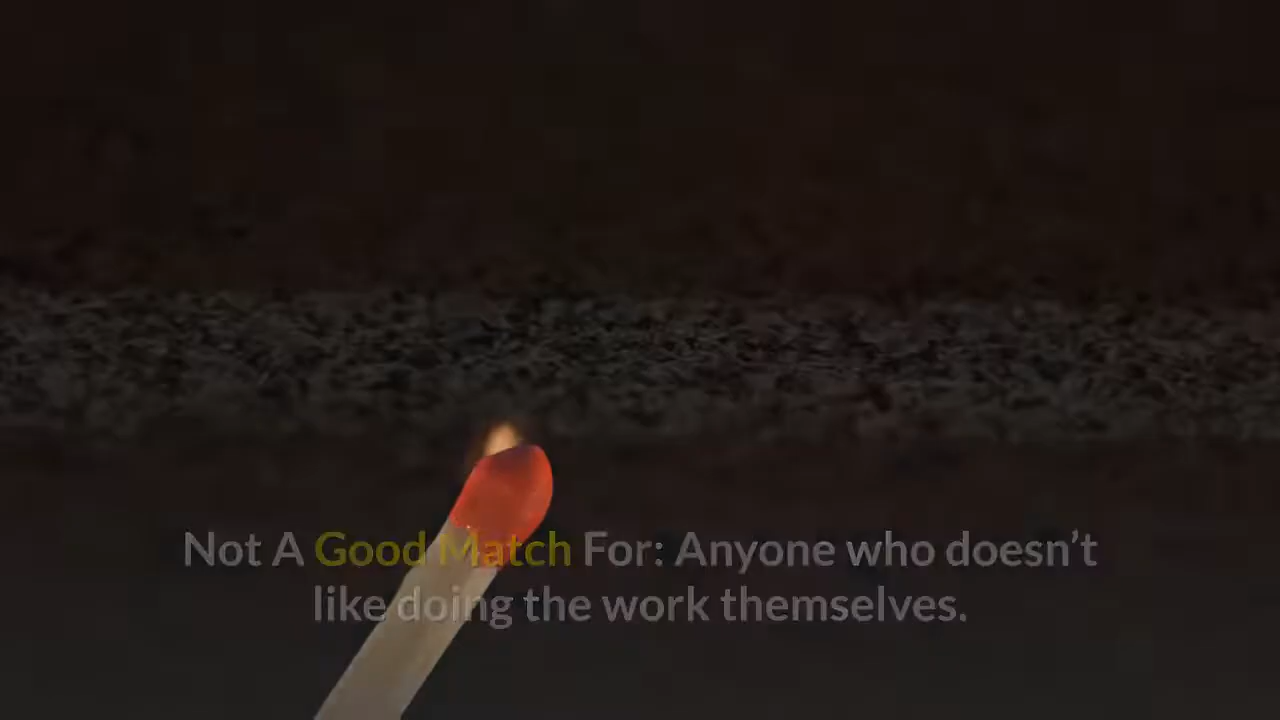 Not A Good Match For: Anyone who doesn’t
like doing the work themselves.